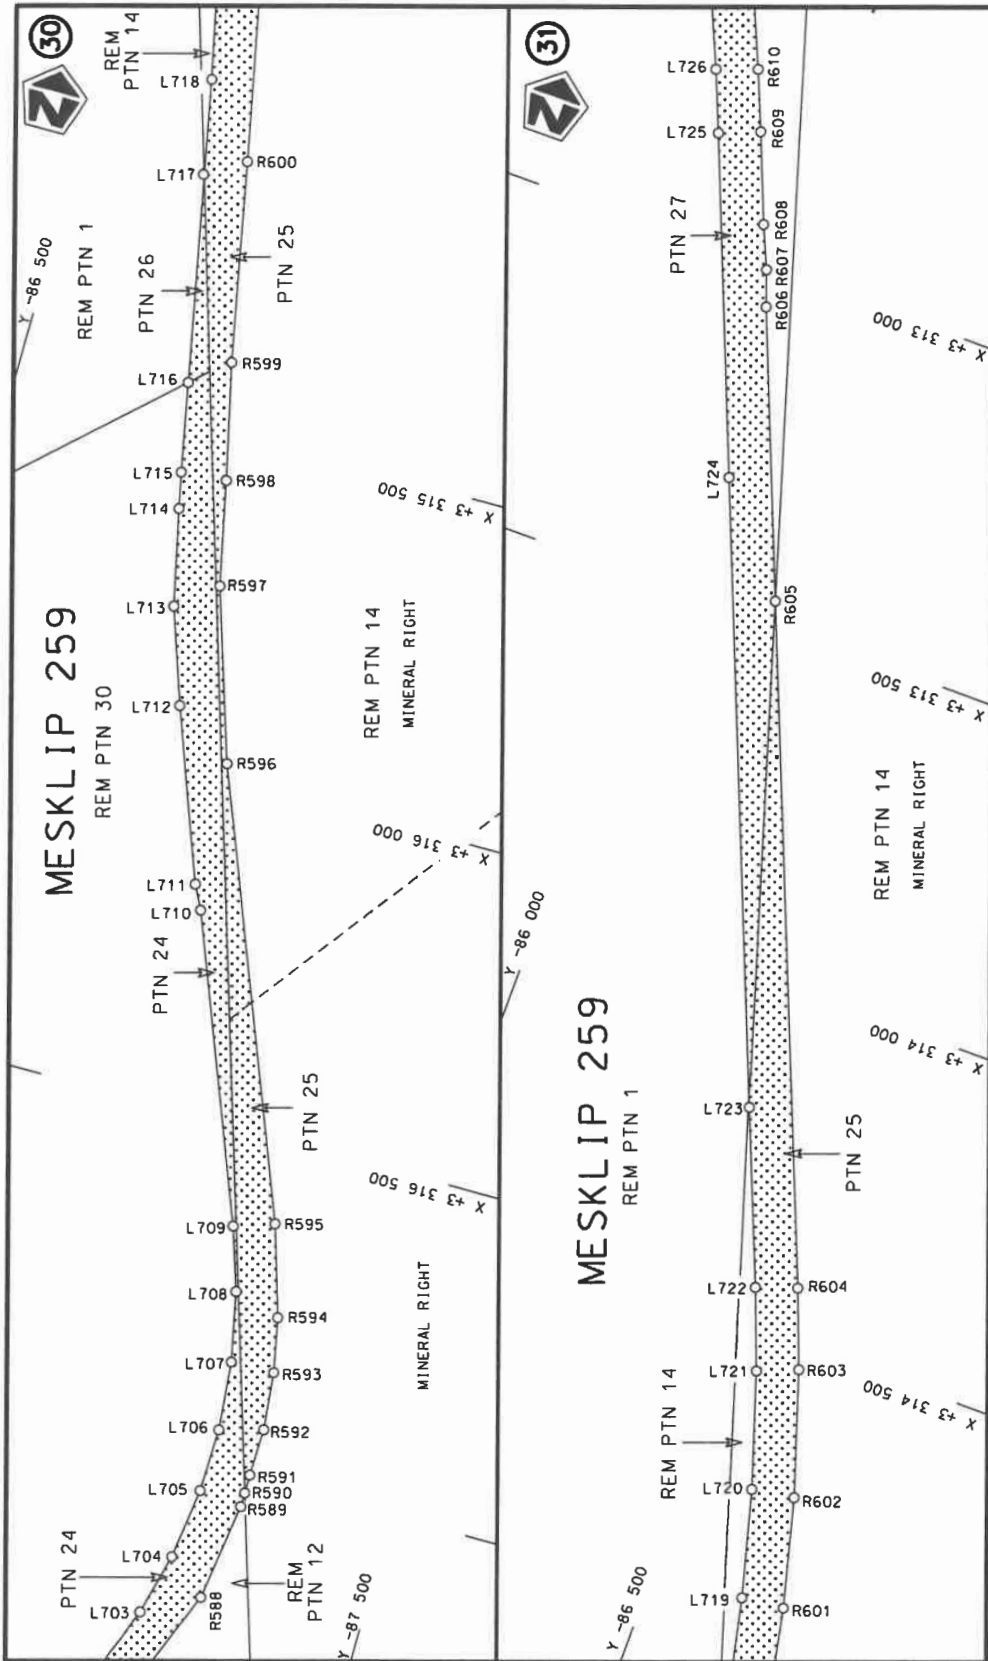 30
N
REM
PTN 14
L718
L717
R600
Y -86 500
REM PTN 1
PTN 26
PTN 25
L716
R599
L715
R598
L714
X +3 315 500
R597
L713
MESKLIP 259
REM PTN 30
REM PTN 14
MINERAL RIGHT
L712
R596
X +3 316 000
L711
L710
PTN 24
PTN 25
X +3 316 500
L709
R595
L708
R594
MINERAL RIGHT
L707
R593
L706
R592
R591
R590
R589
L705
L704
PTN 24
L703
R588
REM
PTN 12
Y -87 500
31
N
L726
R610
L725
R609
PTN 27
R608
R607
R606
X +3 313 000
L724
R605
X +3 313 500
REM PTN 14
MINERAL RIGHT
Y -86 000
MESKLIP 259
REM PTN 1
X +3 314 000
L723
PTN 25
L722
R604
L721
R603
X +3 314 500
REM PTN 14
L720
R602
L719
R601
Y -86 500